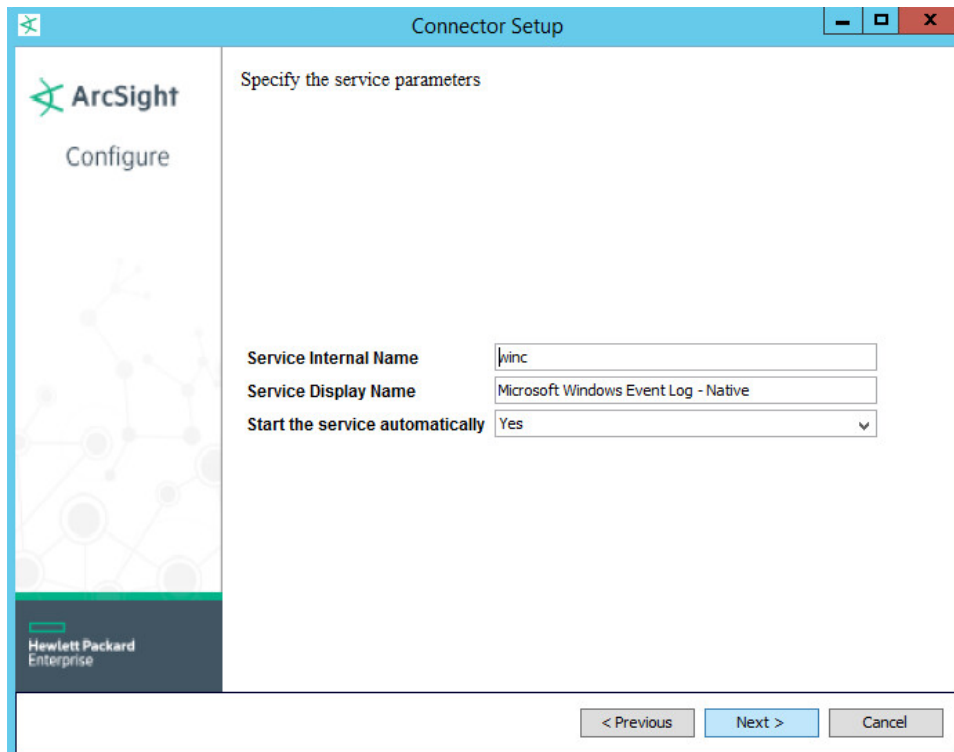 Connector Setup
ArcSight
Configure
Specify the service parameters
Service Internal Name winc
Service Display Name Microsoft Windows Event Log - Native
Start the service automatically Yes
Hewlett Packard
Enterprise
< Previous Next > Cancel